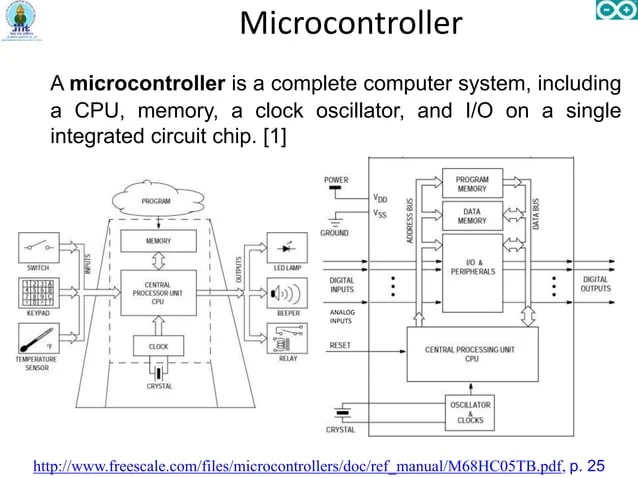 JIIT
Microcontroller
A microcontroller is a complete computer system, including
a CPU, memory, a clock oscillator, and I/O on a single
integrated circuit chip. [1]
PROGRAM
MEMORY
SWITCH
KEYPAD
TEMPERATURE
SENSOR
°F
INPUTS
CENTRAL
PROCESSOR UNIT
CPU
CLOCK
CRYSTAL
OUTPUTS
LED LAMP
BEEPER
RELAY
POWER
VDD
VSS
GROUND
ADDRESS BUS
PROGRAM
MEMORY
DATA
MEMORY
DATA BUS
I/O &
PERIPHERALS
DIGITAL
INPUTS
ANALOG
INPUTS
DIGITAL
OUTPUTS
RESET
CENTRAL PROCESSING UNIT
CPU
OSCILLATOR
& CLOCKS
CRYSTAL
http://www.freescale.com/files/microcontrollers/doc/ref_manual/M68HC05TB.pdf, p. 25